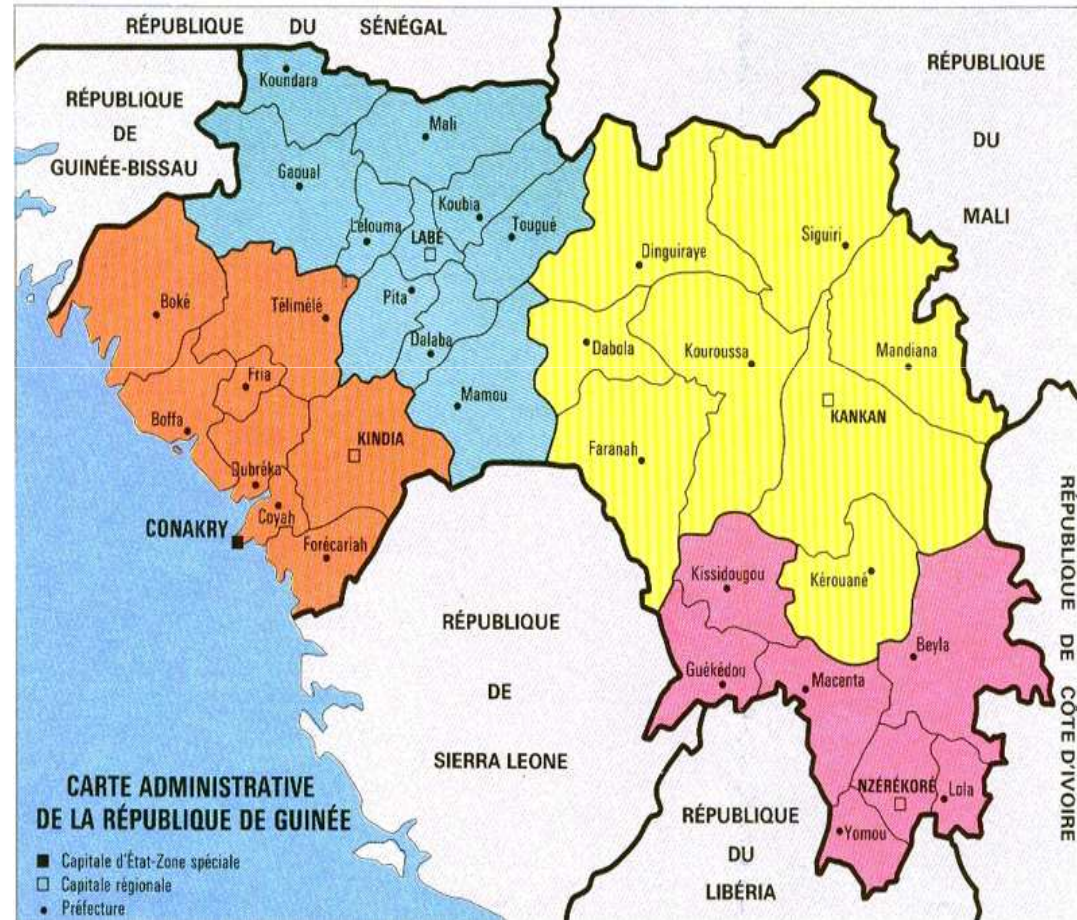 RÉPUBLIQUE DU SÉNÉGAL
RÉPUBLIQUE
DE
GUINÉE-BISSAU
RÉPUBLIQUE
DU
MALI
Koundara
Mali
Gaoual
Koubia
Lélouma
LABÉ
Tougué
Pita
Dalaba
Mamou
Boké
Télimélé
Fria
Boffa
KINDIA
Dubréka
Coyah
CONAKRY
Forécariah
Dinguiraye
Siguiri
Dabola
Kouroussa
Mandiana
KANKAN
Faranah
Kérouané
Kissidougou
Guékédou
Macenta
Beyla
NZÉRÉKORÉ
Lola
Yomou
RÉPUBLIQUE
DE
SIERRA LEONE
RÉPUBLIQUE
DU
LIBÉRIA
RÉPUBLIQUE DE CÔTE D'IVOIRE
CARTE ADMINISTRATIVE
DE LA RÉPUBLIQUE DE GUINÉE
Capitale d'État-Zone spéciale
Capitale régionale
Préfecture